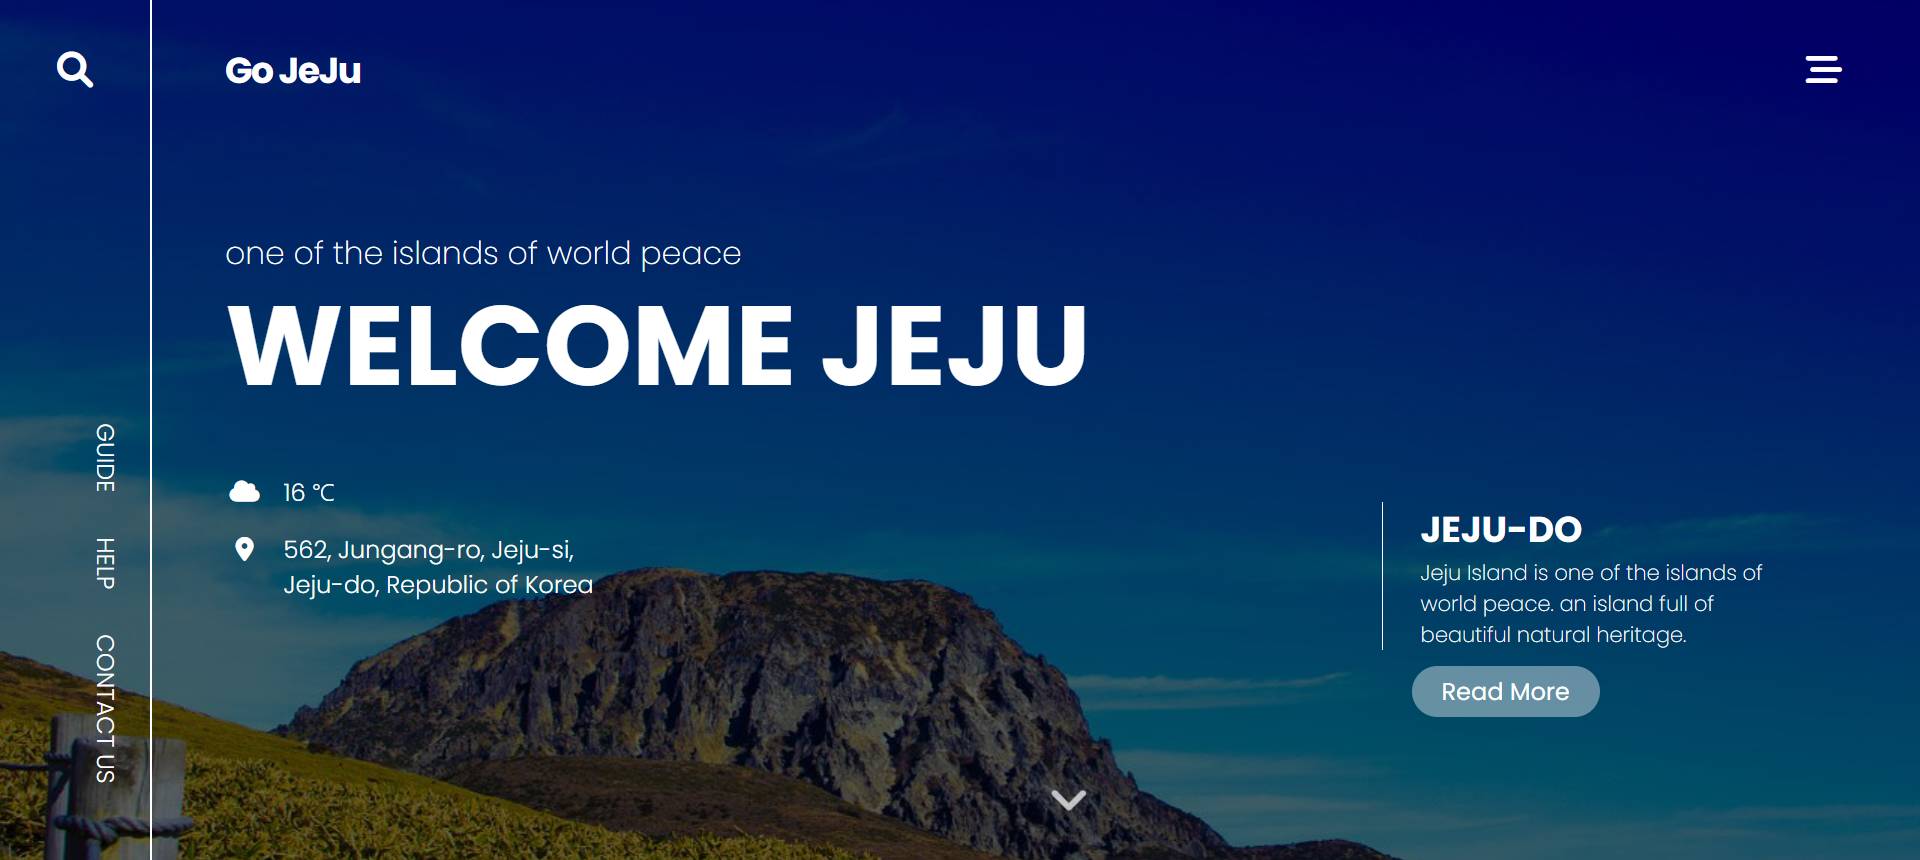 Go JeJu
one of the islands of world peace
WELCOME JEJU
GUIDE
HELP
CONTACT US
16 °C
562, Jungang-ro, Jeju-si,
Jeju-do, Republic of Korea
JEJU-DO
Jeju Island is one of the islands of
world peace. an island full of
beautiful natural heritage.
Read More